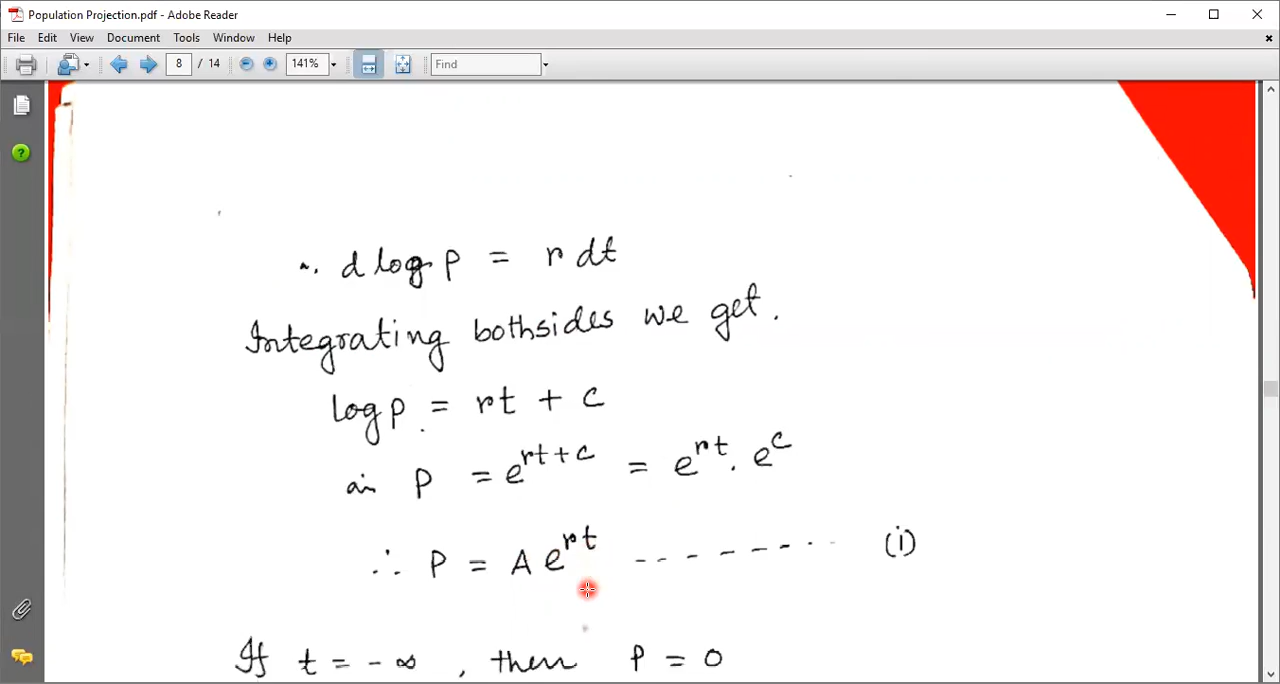 Population Projection.pdf - Adobe Reader
File Edit View Document Tools Window Help
8 / 14 141% Find
∴ d log p = r dt
Integrating bothsides we get.
log p = rt + c
P = e^{rt+c} = e^{rt}. e^{c}
∴ P = A e^{rt} - - - - - - - - (i)
If t = - ∞ , then P = 0